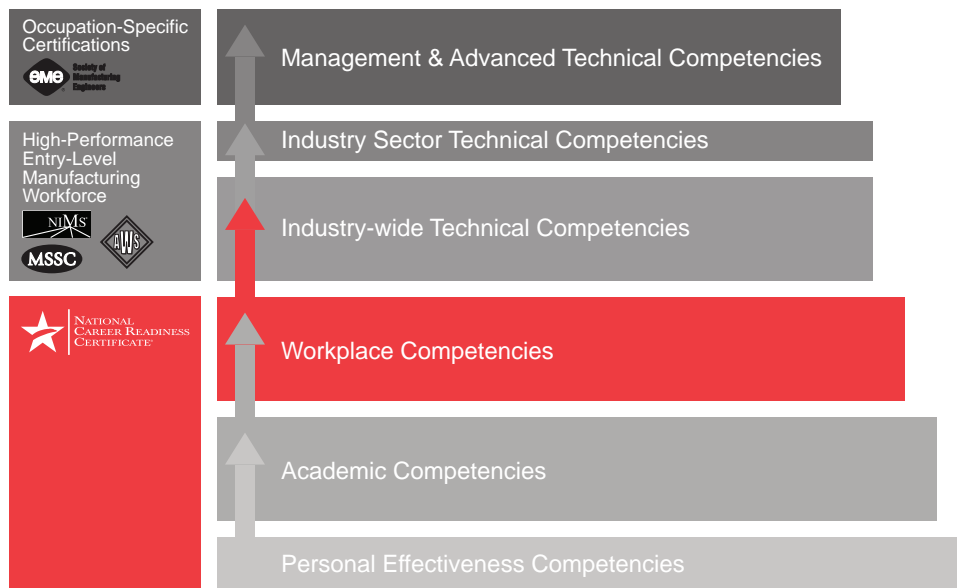 Occupation-Specific
Certifications
SME
Society of
Manufacturing
Engineers
Management & Advanced Technical Competencies
High-Performance
Entry-Level
Manufacturing
Workforce
NIMS
AWS
MSSC
Industry Sector Technical Competencies
Industry-wide Technical Competencies
NATIONAL
CAREER READINESS
CERTIFICATE
Workplace Competencies
Academic Competencies
Personal Effectiveness Competencies